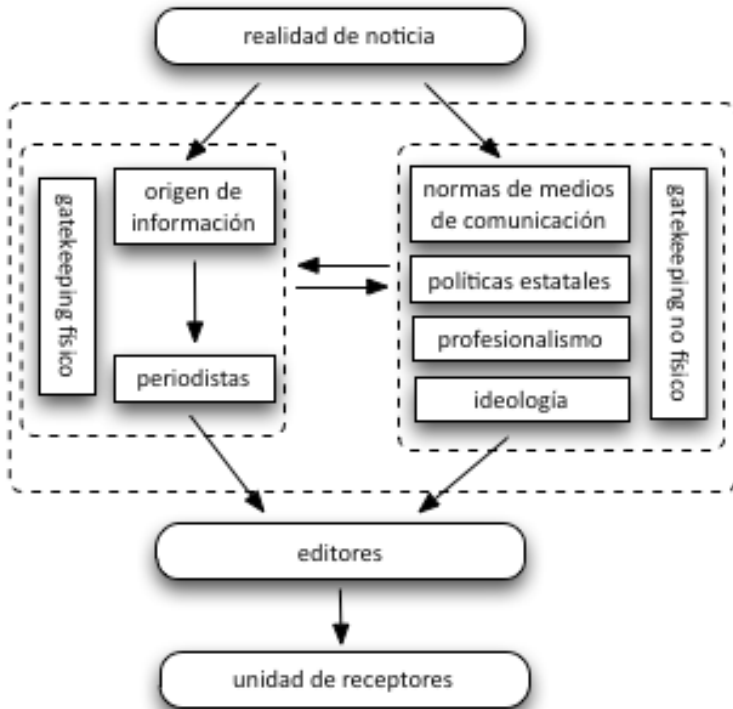 realidad de noticia
gatekeeping físico
origen de
información
periodistas
normas de medios
de comunicación
políticas estatales
profesionalismo
ideología
gatekeeping no físico
editores
unidad de receptores